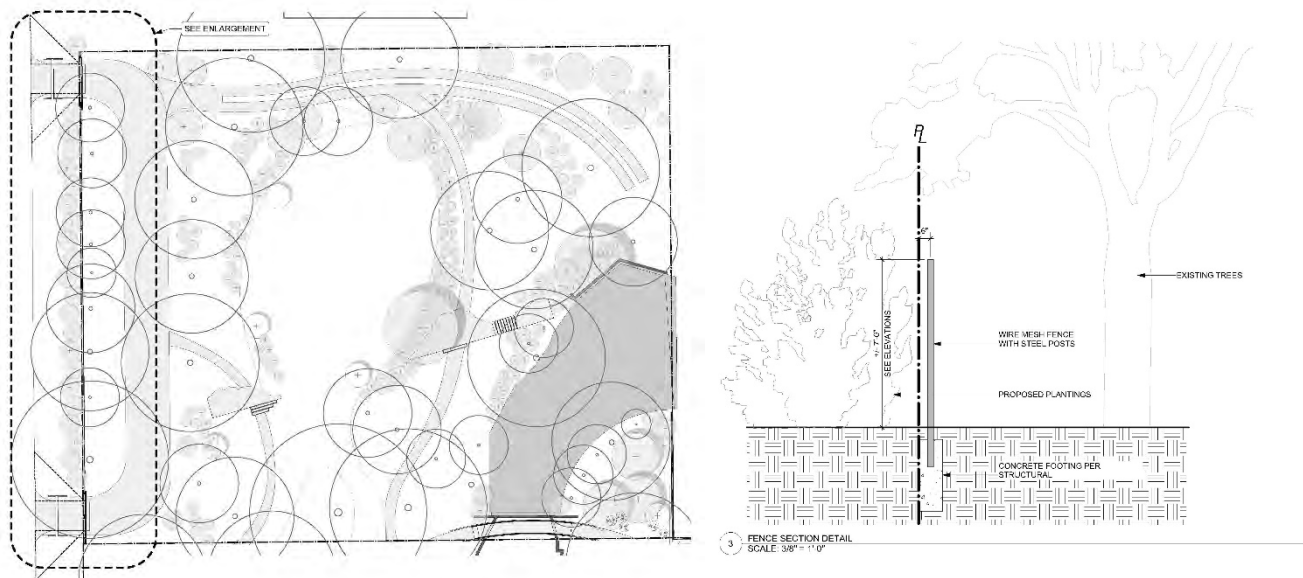 SEE ENLARGEMENT
PL
6"
EXISTING TREES
+/- 7'-0"
SEE ELEVATIONS
WIRE MESH FENCE
WITH STEEL POSTS
PROPOSED PLANTINGS
CONCRETE FOOTING PER
STRUCTURAL
3
FENCE SECTION DETAIL
SCALE: 3/8" = 1' 0"